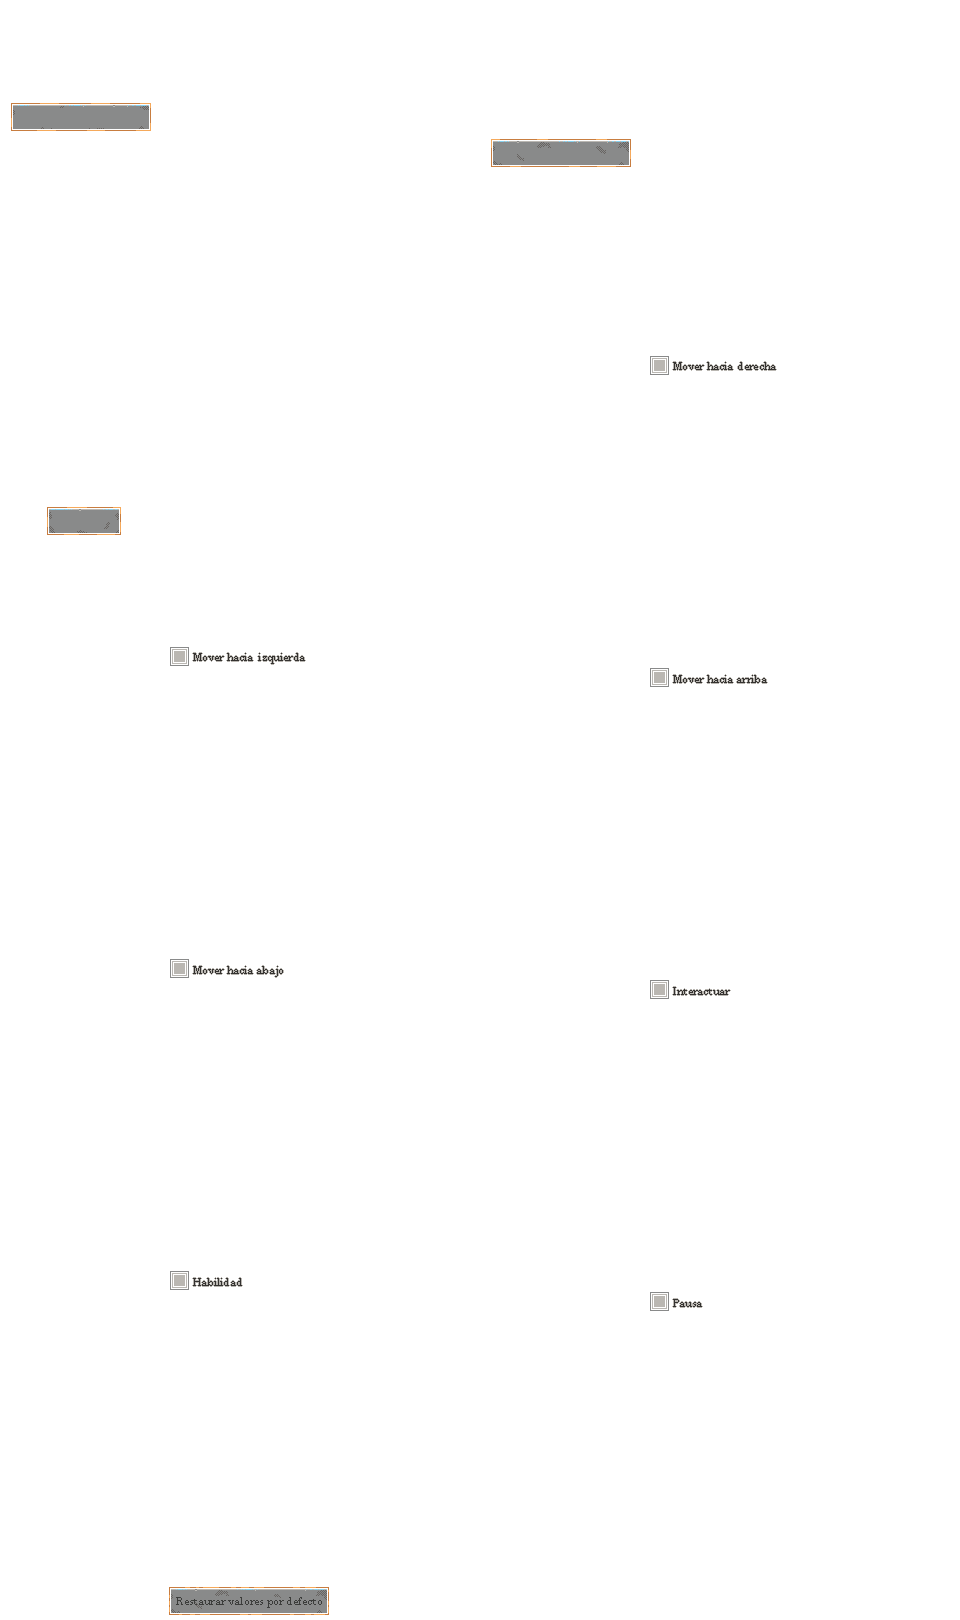 Mover hacia derecha
Mover hacia izquierda
Mover hacia arriba
Mover hacia abajo
Interactuar
Habilidad
Pausa
Restaurar valores por defecto